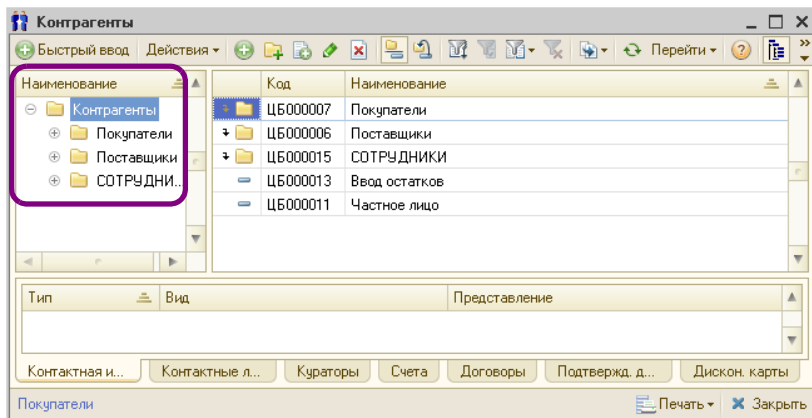 Контрагенты
Быстрый ввод Действия Перейти
Наименование
Контрагенты
Покупатели
Поставщики
СОТРУДНИ...
Код Наименование
ЦБ000007 Покупатели
ЦБ000006 Поставщики
ЦБ000015 СОТРУДНИКИ
ЦБ000013 Ввод остатков
ЦБ000011 Частное лицо
Тип Вид Представление
Контактная и... Контактные л... Кураторы Счета Договоры Подтвержд. д... Дискон. карты
Покупатели Печать Закрыть